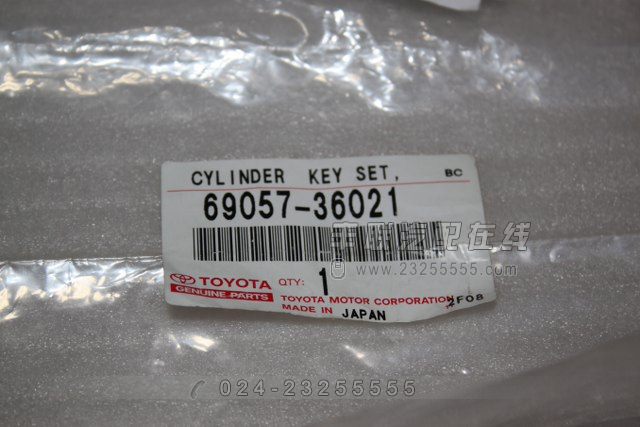 CYLINDER KEY SET, BC
69057-36021
车朋汽配在线
www.23255555.com
TOYOTA QTY: 1
GENUINE PARTS
TOYOTA MOTOR CORPORATION 2F08
MADE IN JAPAN
024-23255555